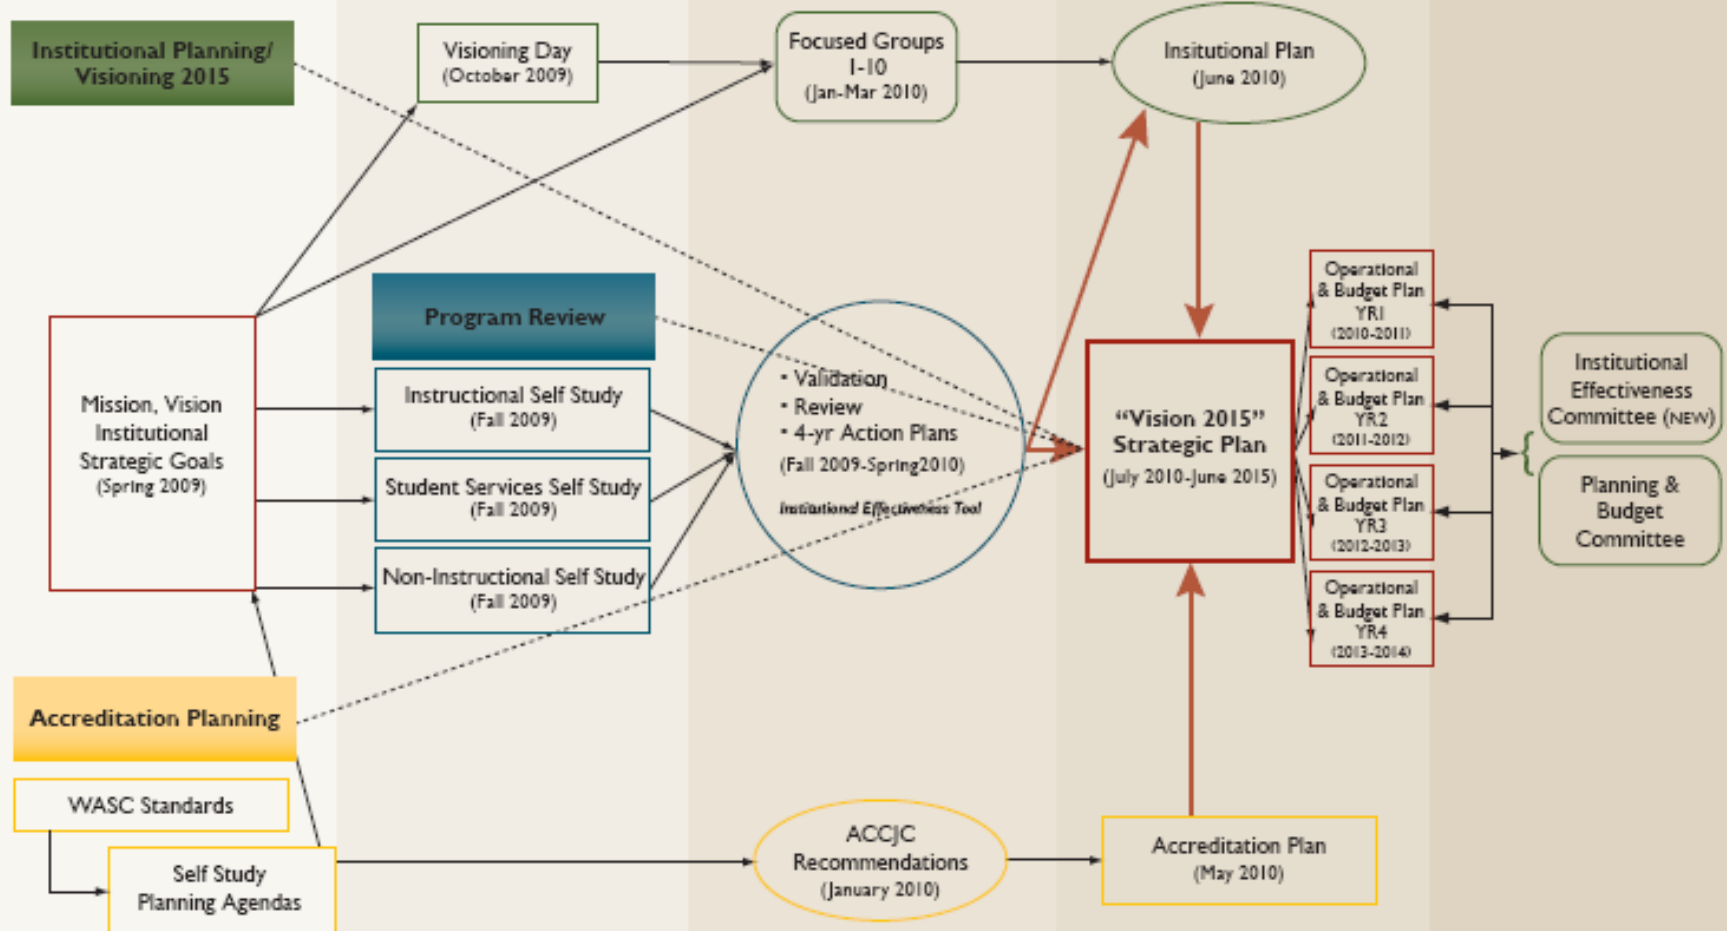 Institutional Planning/
Visioning 2015
Visioning Day
(October 2009)
Focused Groups
1-10
(Jan-Mar 2010)
Insitutional Plan
(June 2010)
Program Review
Mission, Vision
Institutional
Strategic Goals
(Spring 2009)
Instructional Self Study
(Fall 2009)
Student Services Self Study
(Fall 2009)
Non-Instructional Self Study
(Fall 2009)
▪ Validation
▪ Review
▪ 4-yr Action Plans
(Fall 2009-Spring2010)
Institutional Effectiveness Tool
“Vision 2015”
Strategic Plan
(July 2010-June 2015)
Operational
& Budget Plan
YR1
(2010-2011)
Operational
& Budget Plan
YR2
(2011-2012)
Operational
& Budget Plan
YR3
(2012-2013)
Operational
& Budget Plan
YR4
(2013-2014)
Institutional
Effectiveness
Committee (NEW)
Planning &
Budget
Committee
Accreditation Planning
WASC Standards
Self Study
Planning Agendas
ACCJC
Recommendations
(January 2010)
Accreditation Plan
(May 2010)